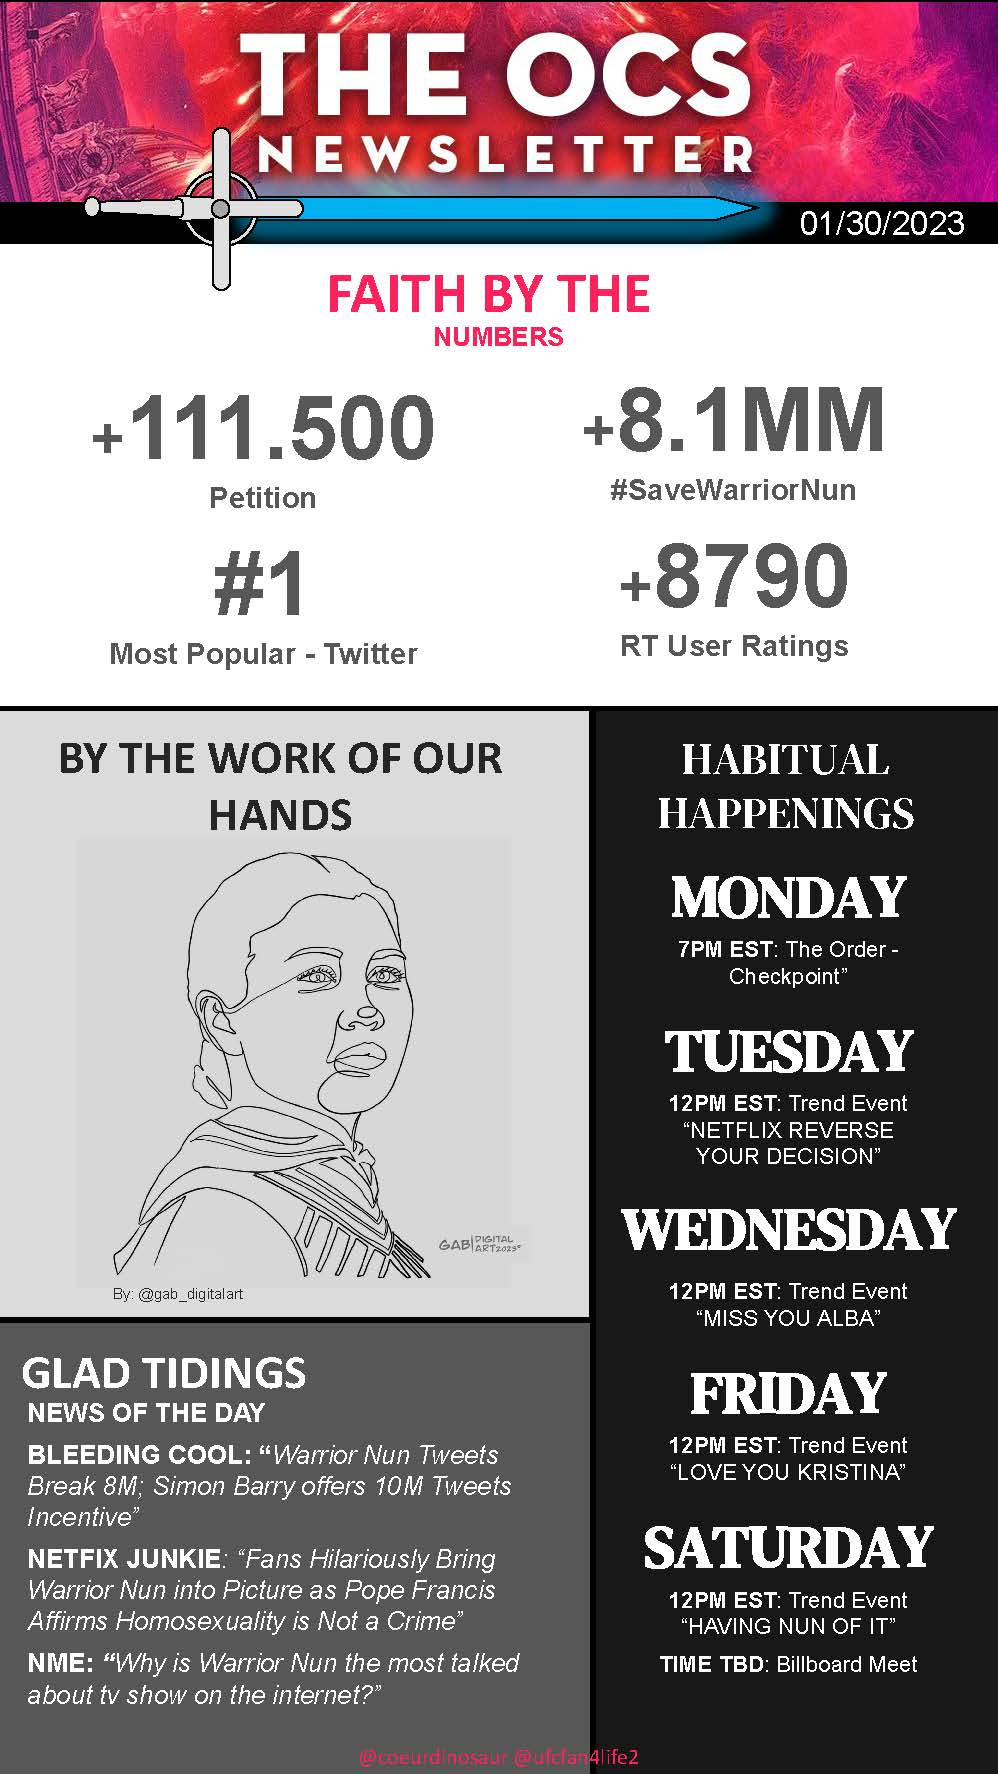 THE OCS
NEWSLETTER
01/30/2023
FAITH BY THE
NUMBERS
+111.500
Petition
+8.1MM
#SaveWarriorNun
#1
Most Popular - Twitter
+8790
RT User Ratings
BY THE WORK OF OUR
HANDS
GAB DIGITAL
ART2023®
By: @gab_digitalart
GLAD TIDINGS
NEWS OF THE DAY
BLEEDING COOL: “Warrior Nun Tweets
Break 8M; Simon Barry offers 10M Tweets
Incentive”
NETFIX JUNKIE: “Fans Hilariously Bring
Warrior Nun into Picture as Pope Francis
Affirms Homosexuality is Not a Crime”
NME: “Why is Warrior Nun the most talked
about tv show on the internet?”
HABITUAL
HAPPENINGS
MONDAY
7PM EST: The Order -
Checkpoint”
TUESDAY
12PM EST: Trend Event
“NETFLIX REVERSE
YOUR DECISION”
WEDNESDAY
12PM EST: Trend Event
“MISS YOU ALBA”
FRIDAY
12PM EST: Trend Event
“LOVE YOU KRISTINA”
SATURDAY
12PM EST: Trend Event
“HAVING NUN OF IT”
TIME TBD: Billboard Meet
@coeurdinosaur @ufcfan4life2